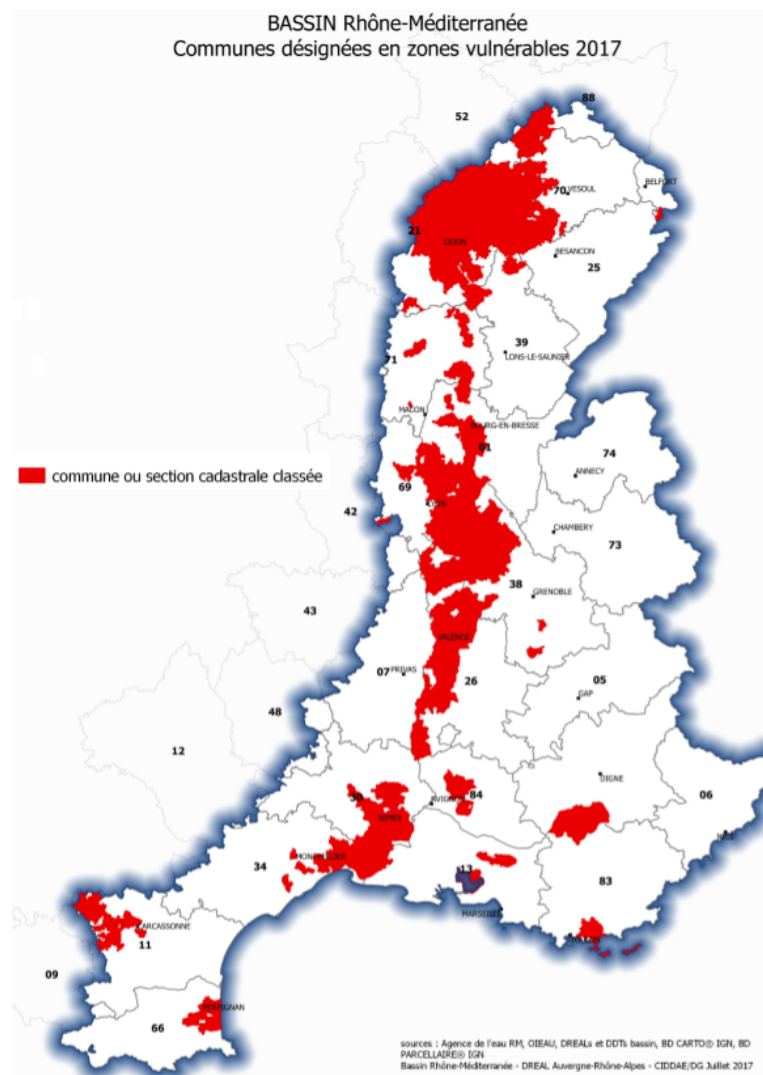 BASSIN Rhône-Méditerranée
Communes désignées en zones vulnérables 2017
88
52
BELFORT
70
VESOUL
21
DIJON
BESANCON
25
39
LONS-LE-SAUNIER
71
MACON
BOURG-EN-BRESSE
01
74
ANNECY
commune ou section cadastrale classée
69
LYON
42
CHAMBERY
73
38
GRENOBLE
43
VALENCE
07
PRIVAS
26
05
GAP
48
12
DIGNE
06
30
AVIGNON
84
NIMES
NICE
MONTPELLIER
34
13
83
MARSEILLE
TOULON
CARCASSONNE
11
09
PERPIGNAN
66
sources : Agence de l'eau RM, OIEAU, DREALs et DDTs bassin, BD CARTO® IGN, BD
PARCELLAIRE® IGN
Bassin Rhône-Méditerranée - DREAL Auvergne-Rhône-Alpes - CIDDAE/DG Juillet 2017